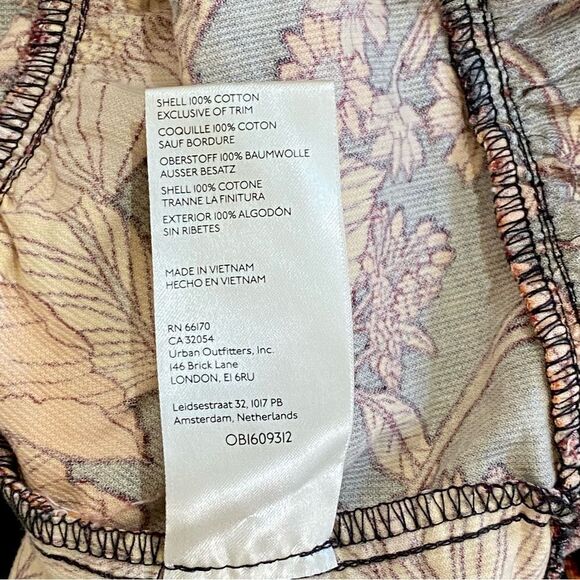 SHELL 100% COTTON
EXCLUSIVE OF TRIM
COQUILLE 100% COTON
SAUF BORDURE
OBERSTOFF 100% BAUMWOLLE
AUSSER BESATZ
SHELL 100% COTONE
TRANNE LA FINITURA
EXTERIOR 100% ALGODÓN
SIN RIBETES
MADE IN VIETNAM
HECHO EN VIETNAM
RN 66170
CA 32054
Urban Outfitters, Inc.
146 Brick Lane
LONDON, E1 6RU
Leidsestraat 32, 1017 PB
Amsterdam, Netherlands
OB1609312